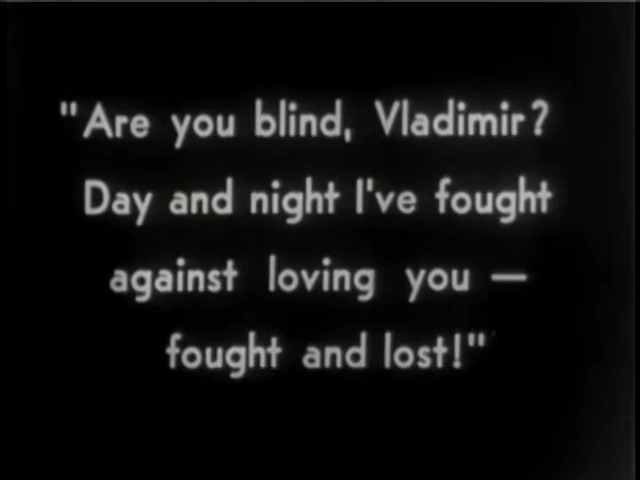 "Are you blind, Vladimir?
Day and night I've fought
against loving you —
fought and lost!"